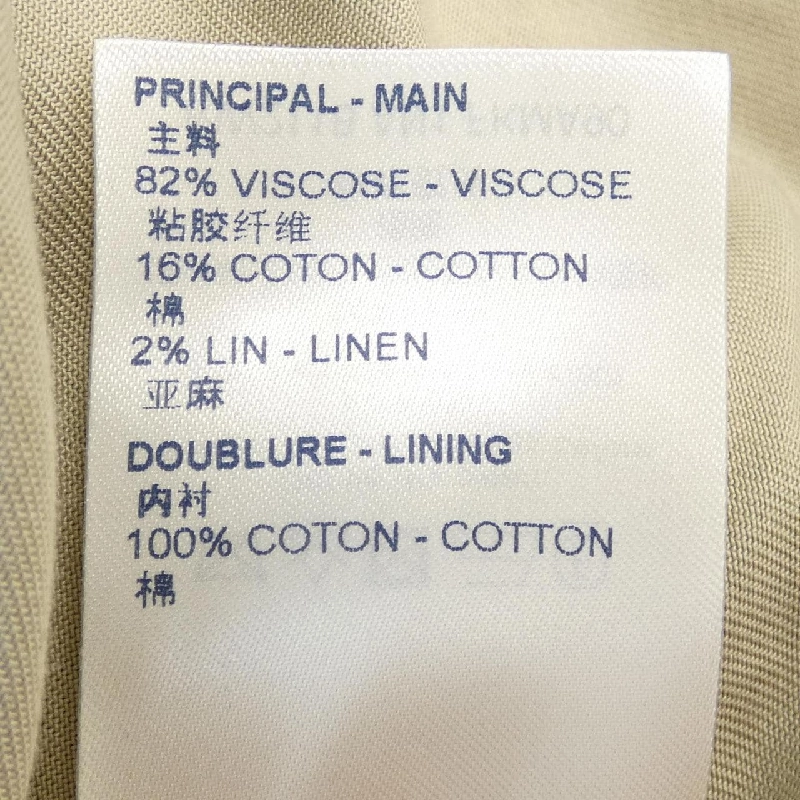 PRINCIPAL - MAIN
主料
82% VISCOSE - VISCOSE
粘胶纤维
16% COTON - COTTON
棉
2% LIN - LINEN
亚麻
DOUBLURE - LINING
内衬
100% COTON - COTTON
棉